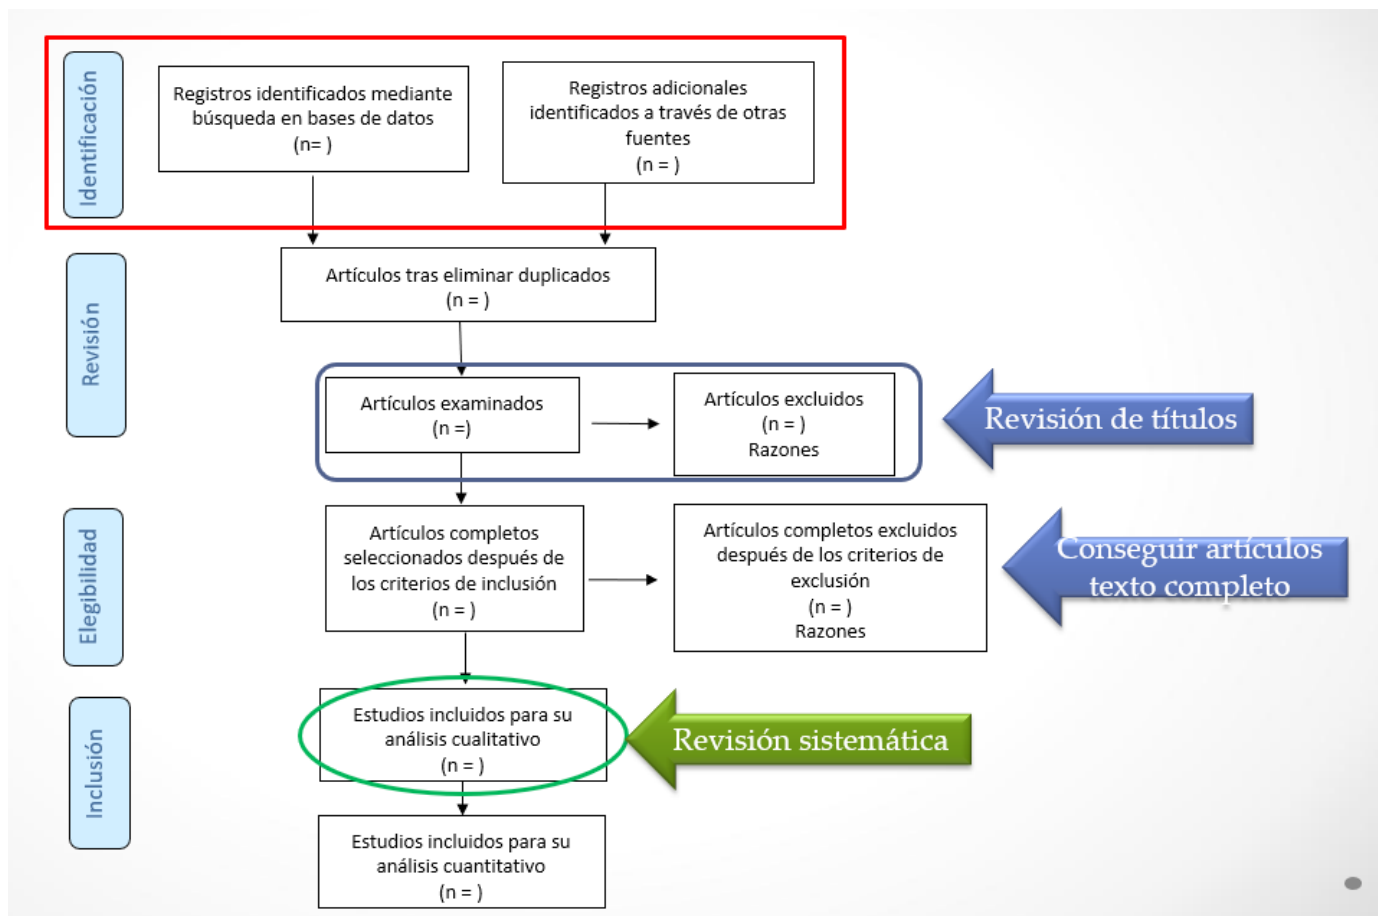 Identificación
Registros identificados mediante
búsqueda en bases de datos
(n= )
Registros adicionales
identificados a través de otras
fuentes
(n = )
Revisión
Artículos tras eliminar duplicados
(n = )
Artículos examinados
(n =)
Artículos excluidos
(n = )
Razones
Revisión de títulos
Elegibilidad
Artículos completos
seleccionados después de
los criterios de inclusión
(n = )
Artículos completos excluidos
después de los criterios de
exclusión
(n = )
Razones
Conseguir artículos
texto completo
Inclusión
Estudios incluidos para su
análisis cualitativo
(n = )
Revisión sistemática
Estudios incluidos para su
análisis cuantitativo
(n = )